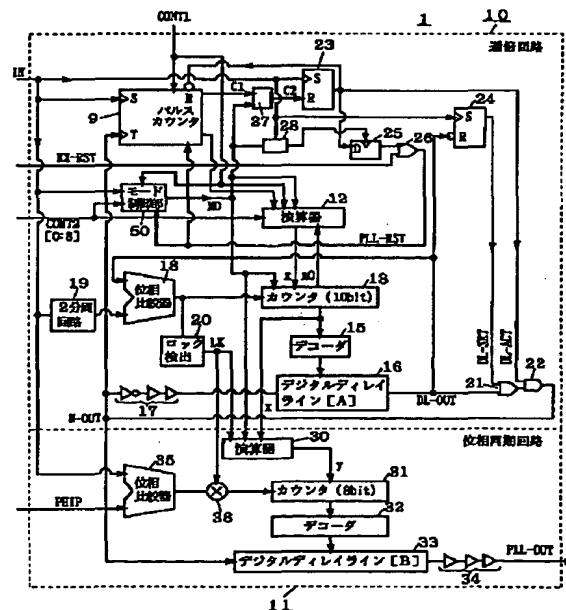 CONT1
1
10
逓倍回路
IN
23
S
R
C1
C2
R
S
T
9
パルス
カウンタ
27
24
S
R
28
25
D
26
EX-RST
モード
制御部
MD
50
12
演算器
CONT2
[0:8]
PLL-RST
19
2分周
回路
18
位相
比較器
x
m0
18
カウンタ (10bit)
20
ロック
検出
LK
15
デコーダ
16
デジタルディレイ
ライン [A]
DL-SET
DL-ACT
21
22
17
N-OUT
DL-OUT
x
位相同期回路
30
演算器
y
35
位相
比較器
PHIP
38
31
カウンタ (8bit)
32
デコーダ
33
デジタルディレイライン [B]
PLL-OUT
34
11